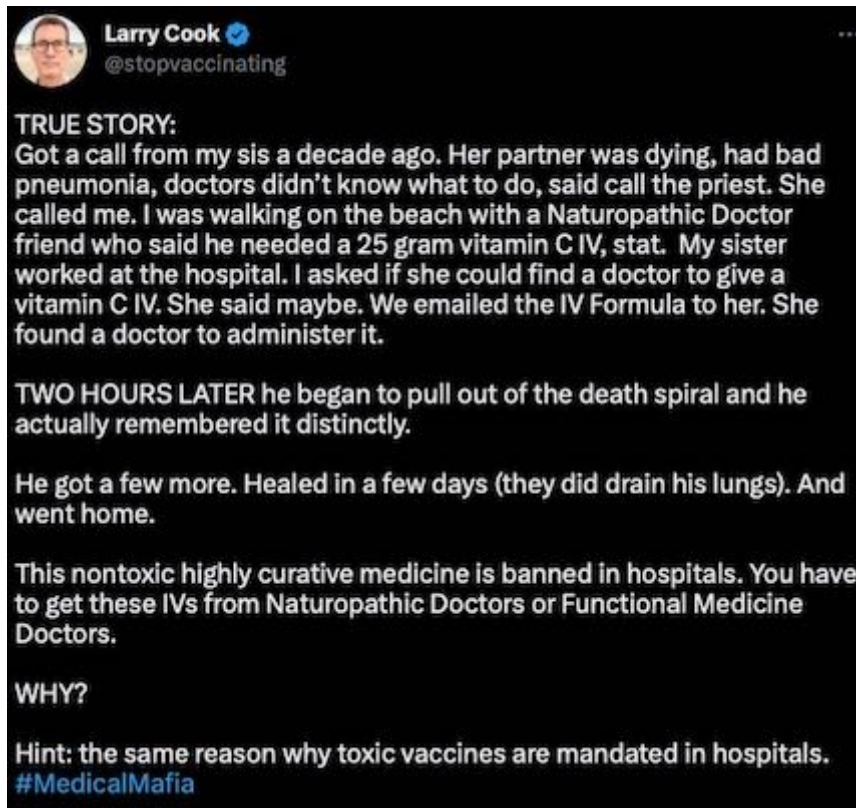 Larry Cook
@stopvaccinating
TRUE STORY:
Got a call from my sis a decade ago. Her partner was dying, had bad
pneumonia, doctors didn't know what to do, said call the priest. She
called me. I was walking on the beach with a Naturopathic Doctor
friend who said he needed a 25 gram vitamin C IV, stat.  My sister
worked at the hospital. I asked if she could find a doctor to give a
vitamin C IV. She said maybe. We emailed the IV Formula to her. She
found a doctor to administer it.
TWO HOURS LATER he began to pull out of the death spiral and he
actually remembered it distinctly.
He got a few more. Healed in a few days (they did drain his lungs). And
went home.
This nontoxic highly curative medicine is banned in hospitals. You have
to get these IVs from Naturopathic Doctors or Functional Medicine
Doctors.
WHY?
Hint: the same reason why toxic vaccines are mandated in hospitals.
#MedicalMafia